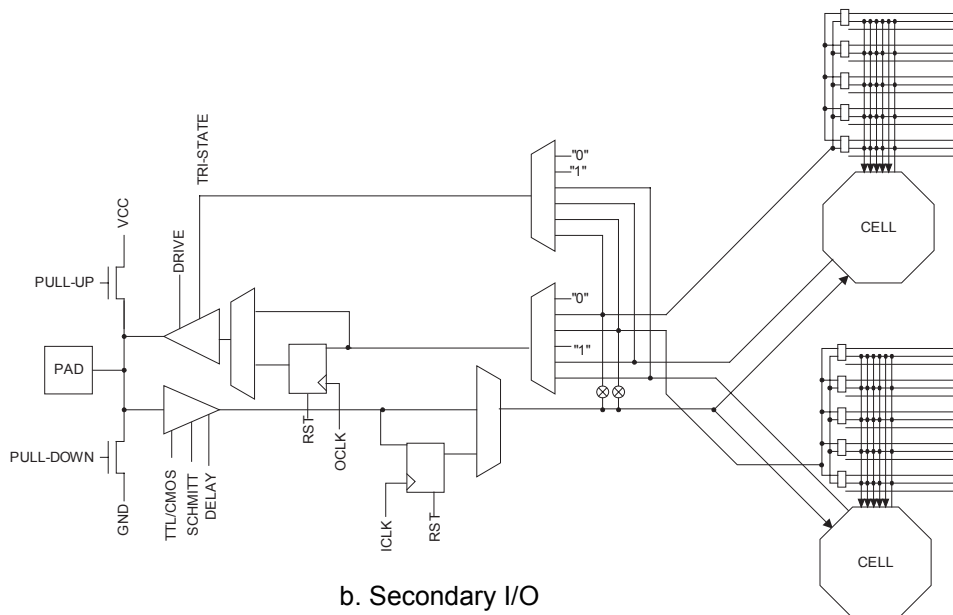 "0"
"1"
TRI-STATE
VCC
DRIVE
CELL
PULL-UP
"0"
"1"
PAD
RST
OCLK
PULL-DOWN
GND
TTL/CMOS
SCHMITT
DELAY
ICLK
RST
CELL
b. Secondary I/O